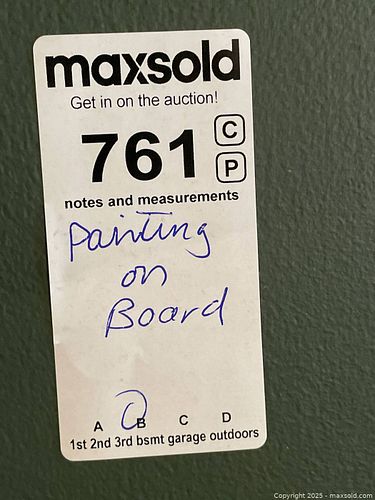 maxsold
Get in on the auction!
761 C
P
notes and measurements
Painting
on
Board
A B C D
1st 2nd 3rd bsmt garage outdoors
Copyright © 2025 - maxsold.com